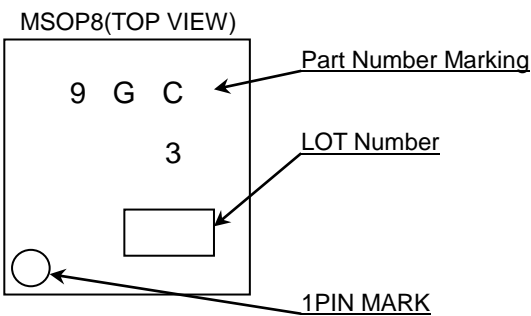 MSOP8(TOP VIEW)
Part Number Marking
9 G C
3
LOT Number
1PIN MARK